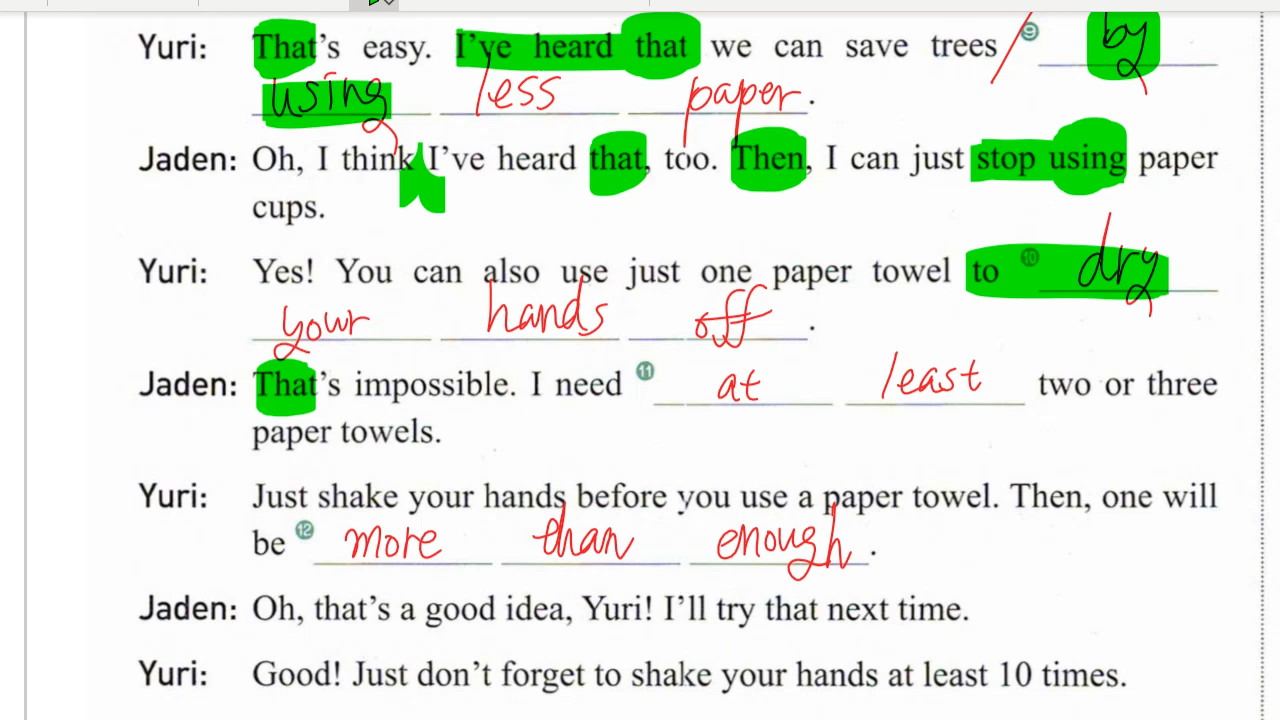 Yuri: That's easy. I've heard that we can save trees ⑨ by
using less paper.
Jaden: Oh, I think I've heard that, too. Then, I can just stop using paper
cups.
Yuri: Yes! You can also use just one paper towel to ⑩ dry
your hands off.
Jaden: That's impossible. I need ⑪ at least two or three
paper towels.
Yuri: Just shake your hands before you use a paper towel. Then, one will
be ⑫ more than enough.
Jaden: Oh, that's a good idea, Yuri! I'll try that next time.
Yuri: Good! Just don't forget to shake your hands at least 10 times.